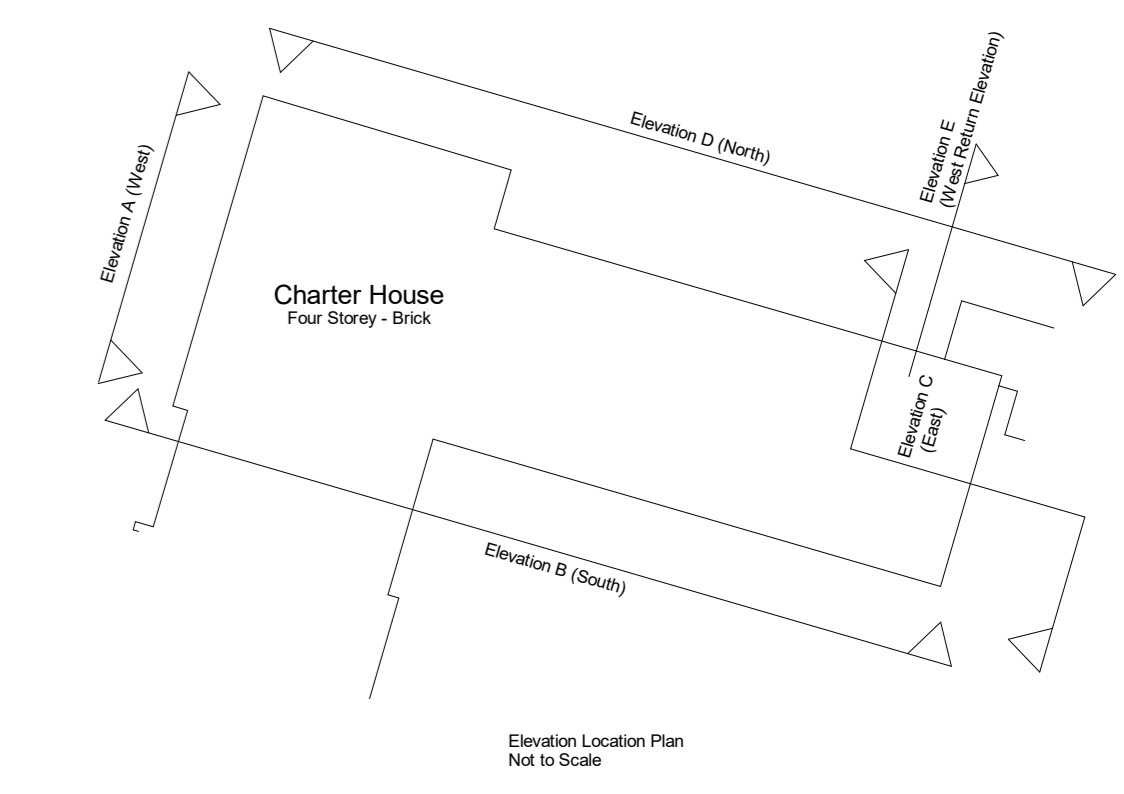 Elevation D (North)
Elevation E
(West Return Elevation)
Elevation A (West)
Charter House
Four Storey - Brick
Elevation C
(East)
Elevation B (South)
Elevation Location Plan
Not to Scale